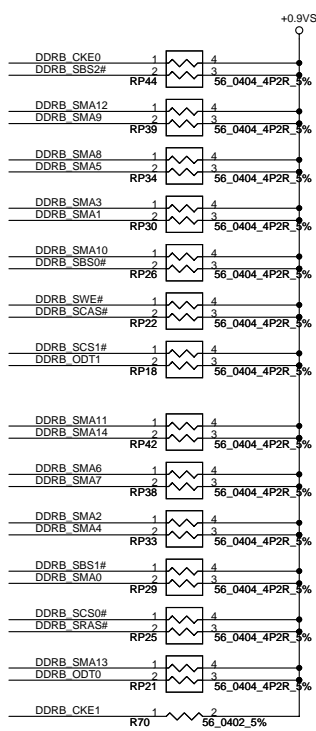 +0.9VS
DDRB_CKE0 1 4
DDRB_SBS2# 2 3
RP44 56_0404_4P2R_5%
DDRB_SMA12 1 4
DDRB_SMA9 2 3
RP39 56_0404_4P2R_5%
DDRB_SMA8 1 4
DDRB_SMA5 2 3
RP34 56_0404_4P2R_5%
DDRB_SMA3 1 4
DDRB_SMA1 2 3
RP30 56_0404_4P2R_5%
DDRB_SMA10 1 4
DDRB_SBS0# 2 3
RP26 56_0404_4P2R_5%
DDRB_SWE# 1 4
DDRB_SCAS# 2 3
RP22 56_0404_4P2R_5%
DDRB_SCS1# 1 4
DDRB_ODT1 2 3
RP18 56_0404_4P2R_5%
DDRB_SMA11 1 4
DDRB_SMA14 2 3
RP42 56_0404_4P2R_5%
DDRB_SMA6 1 4
DDRB_SMA7 2 3
RP38 56_0404_4P2R_5%
DDRB_SMA2 1 4
DDRB_SMA4 2 3
RP33 56_0404_4P2R_5%
DDRB_SBS1# 1 4
DDRB_SMA0 2 3
RP29 56_0404_4P2R_5%
DDRB_SCS0# 1 4
DDRB_SRAS# 2 3
RP25 56_0404_4P2R_5%
DDRB_SMA13 1 4
DDRB_ODT0 2 3
RP21 56_0404_4P2R_5%
DDRB_CKE1 1 2
R70 56_0402_5%